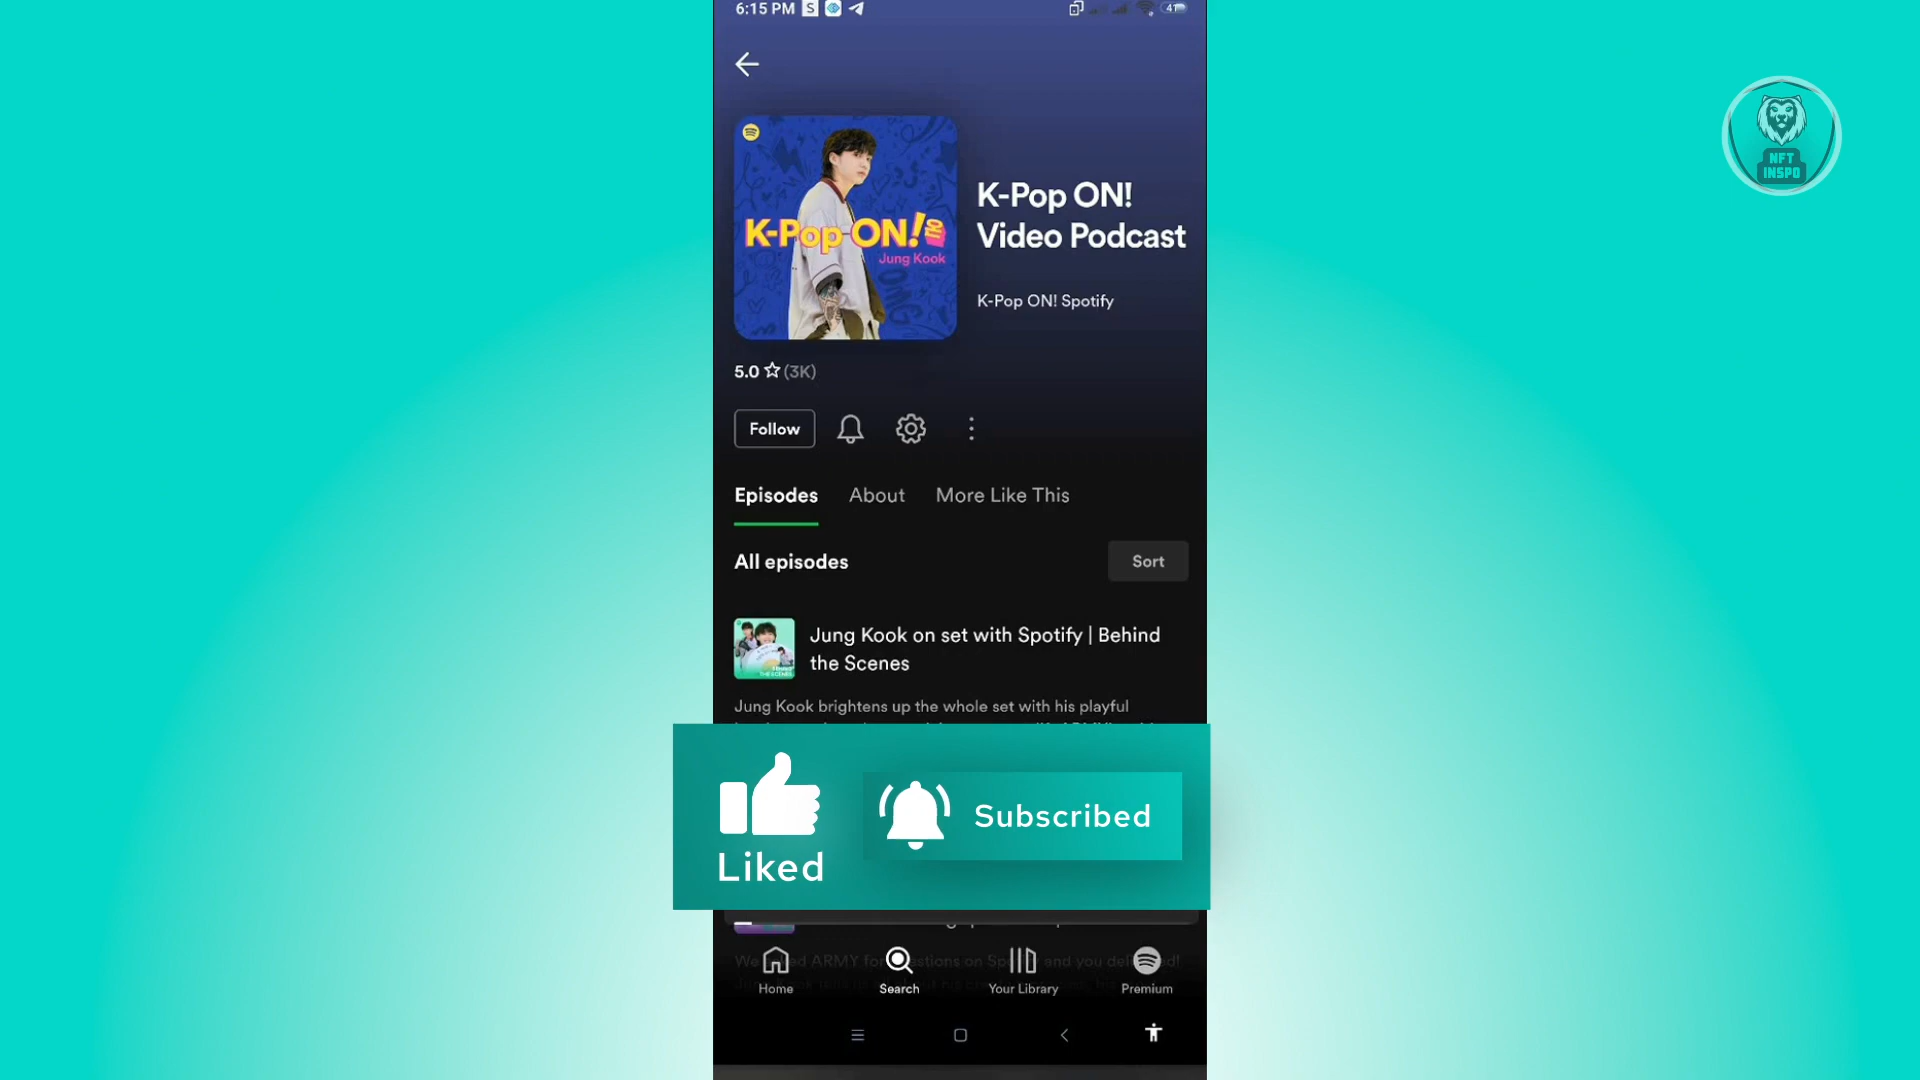 6:15 PM S
47
NFT
INSPO
K-Pop ON!
Jung Kook
K-Pop ON!
Video Podcast
K-Pop ON! Spotify
5.0 (3K)
Follow
Episodes About More Like This
All episodes Sort
Jung Kook on set with Spotify | Behind
the Scenes
Jung Kook brightens up the whole set with his playful
Liked
Subscribed
Home Search Your Library Premium